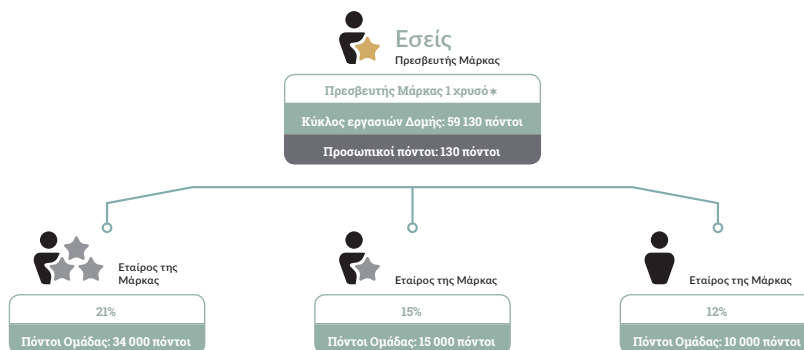 Εσείς
Πρεσβευτής Μάρκας
Πρεσβευτής Μάρκας 1 χρυσό✶
Κύκλος εργασιών Δομής: 59 130 πόντοι
Προσωπικοί πόντοι: 130 πόντοι
Εταίρος της
Μάρκας
21%
Πόντοι Ομάδας: 34 000 πόντοι
Εταίρος της Μάρκας
15%
Πόντοι Ομάδας: 15 000 πόντοι
Εταίρος της Μάρκας
12%
Πόντοι Ομάδας: 10 000 πόντοι